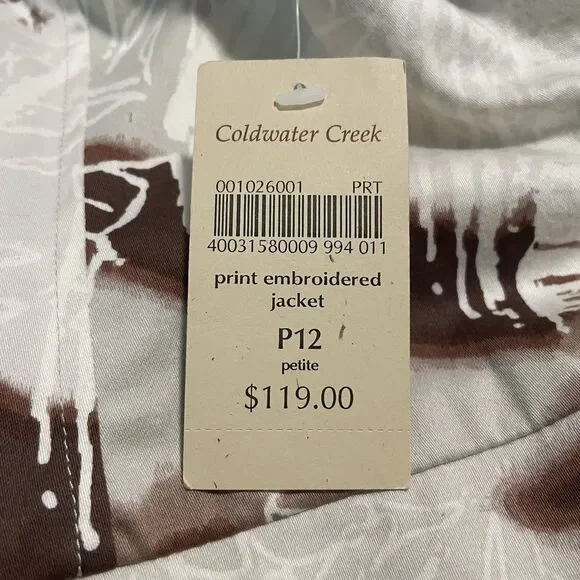 Coldwater Creek
001026001 PRT
40031580009 994 011
print embroidered
jacket
P12
petite
$119.00